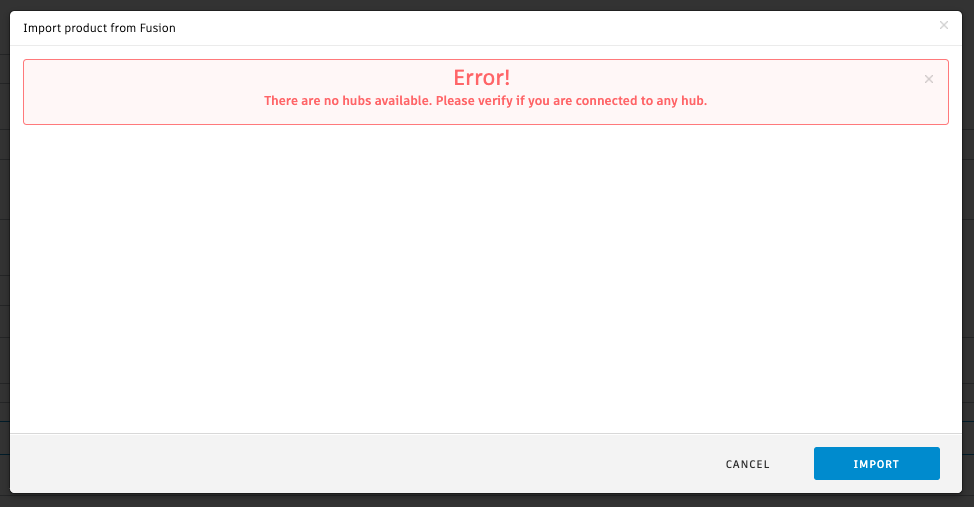 Import product from Fusion
Error!
There are no hubs available. Please verify if you are connected to any hub.
CANCEL
IMPORT